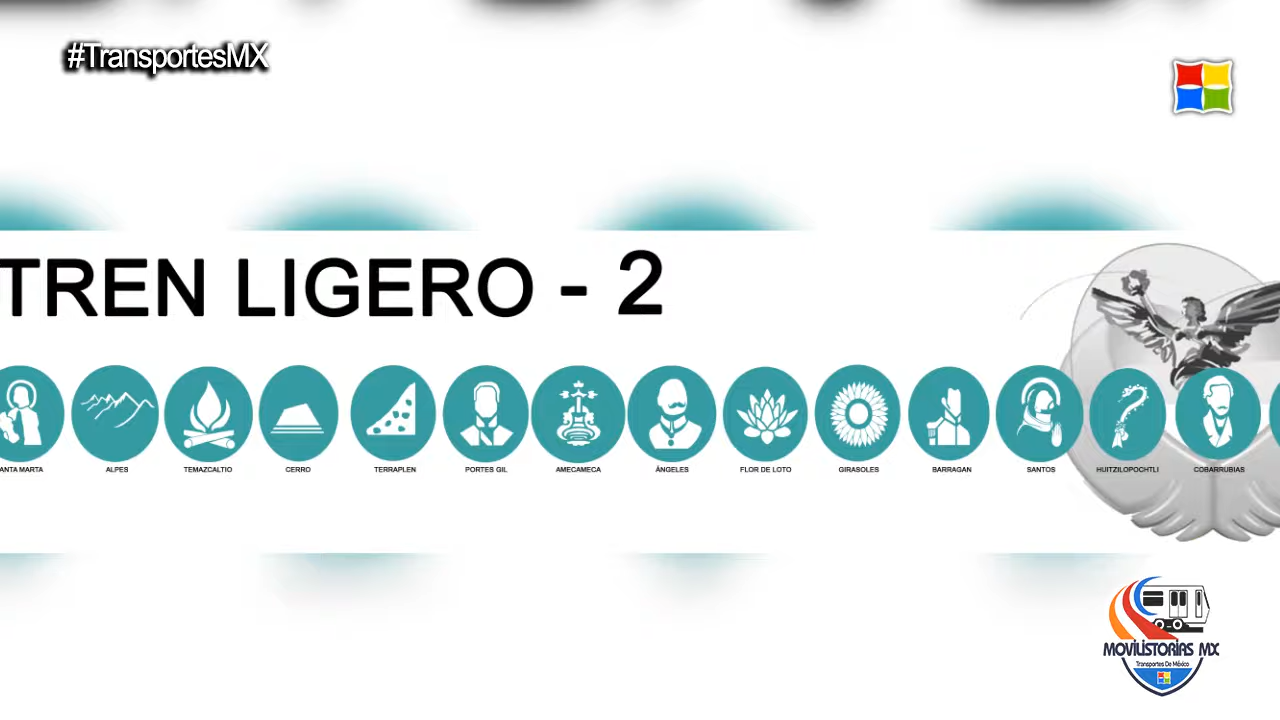 #TransportesMX
TREN LIGERO - 2
ANTA MARTA
ALPES
TEMAZCALTIO
CERRO
TERRAPLEN
PORTES GIL
AMECAMECA
ÁNGELES
FLOR DE LOTO
GIRASOLES
BARRAGAN
SANTOS
HUITZILOPOCHTLI
COBARRUBIAS
MOVILISTORIAS MX
Transportes De México